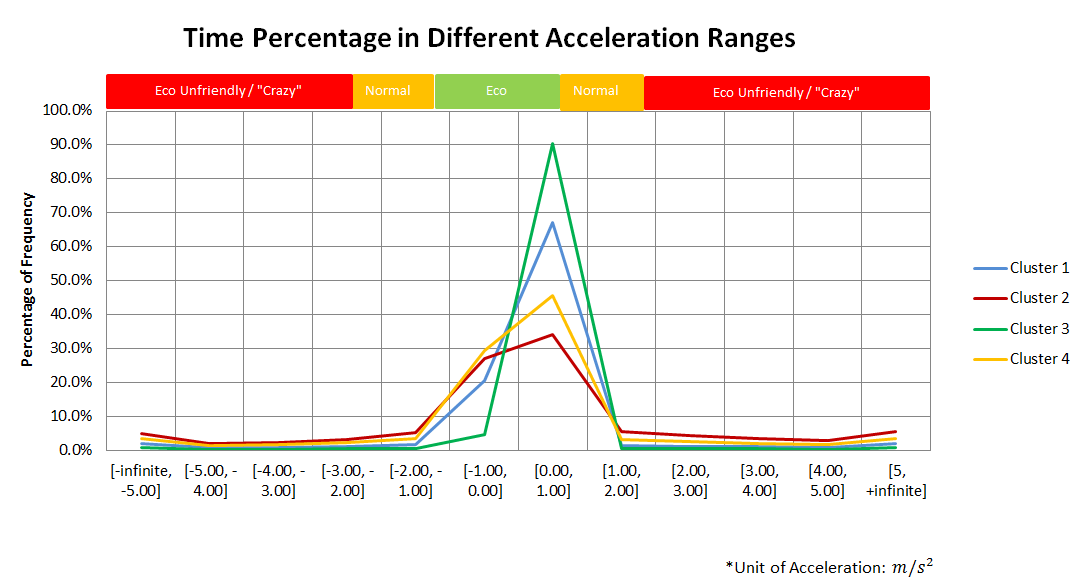 Time Percentage in Different Acceleration Ranges
Eco Unfriendly / "Crazy" Normal Eco Normal Eco Unfriendly / "Crazy"
100.0%
90.0%
80.0%
70.0%
60.0%
50.0%
40.0%
30.0%
20.0%
10.0%
0.0%
Percentage of Frequency
[-infinite, [-5.00, - [-4.00, - [-3.00, - [-2.00, - [-1.00, [0.00, [1.00, [2.00, [3.00, [4.00, [5,
-5.00] 4.00] 3.00] 2.00] 1.00] 0.00] 1.00] 2.00] 3.00] 4.00] 5.00] +infinite]
Cluster 1
Cluster 2
Cluster 3
Cluster 4
*Unit of Acceleration: m/s²